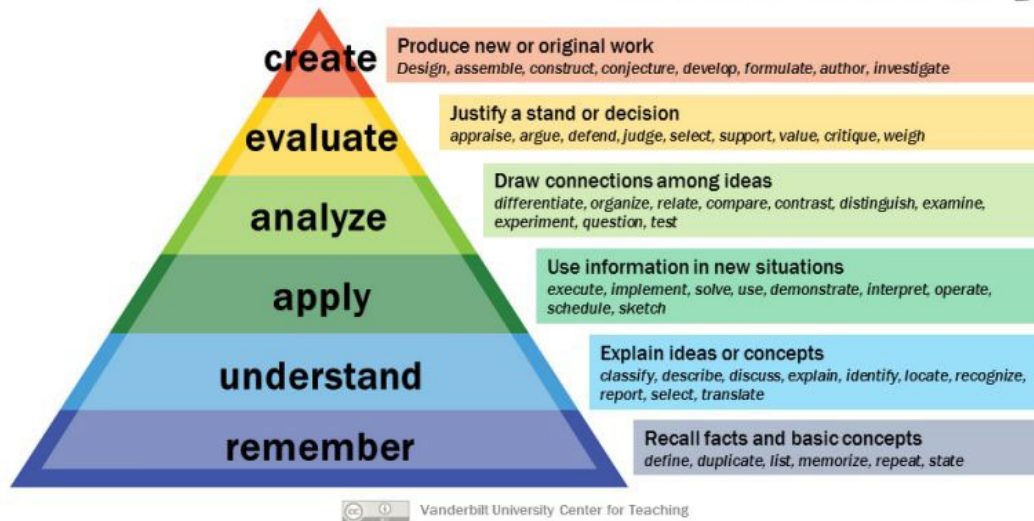 create
Produce new or original work
Design, assemble, construct, conjecture, develop, formulate, author, investigate
evaluate
Justify a stand or decision
appraise, argue, defend, judge, select, support, value, critique, weigh
analyze
Draw connections among ideas
differentiate, organize, relate, compare, contrast, distinguish, examine,
experiment, question, test
apply
Use information in new situations
execute, implement, solve, use, demonstrate, interpret, operate,
schedule, sketch
understand
Explain ideas or concepts
classify, describe, discuss, explain, identify, locate, recognize,
report, select, translate
remember
Recall facts and basic concepts
define, duplicate, list, memorize, repeat, state
cc
Vanderbilt University Center for Teaching